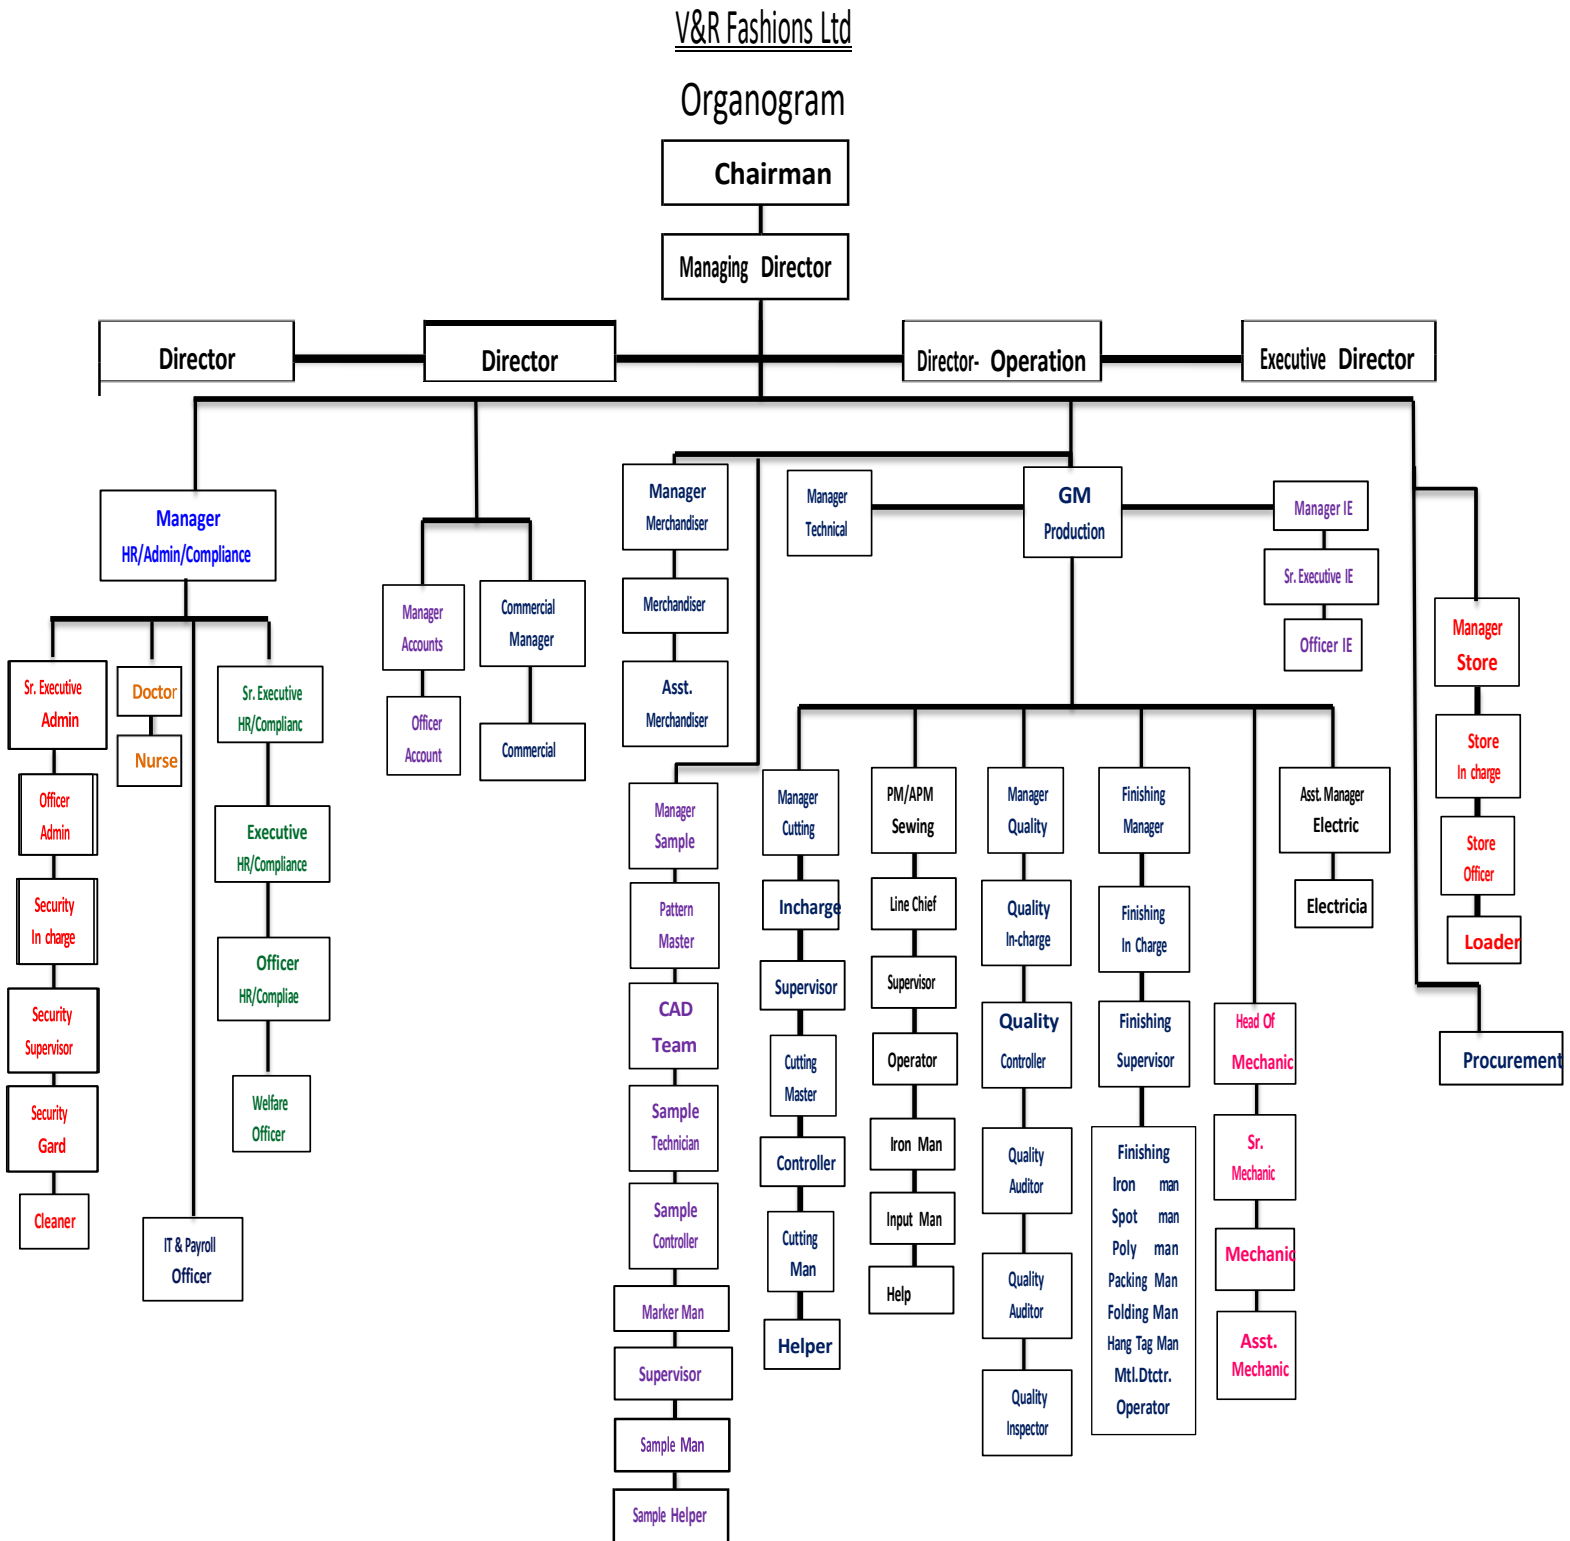 V&R Fashions Ltd
Organogram
Chairman
Managing Director
Director
Director
Director- Operation
Executive Director
Manager
HR/Admin/Compliance
Sr. Executive
Admin
Officer
Admin
Security
In charge
Security
Supervisor
Security
Gard
Cleaner
Doctor
Nurse
IT & Payroll
Officer
Sr. Executive
HR/Complianc
Executive
HR/Compliance
Officer
HR/Compliae
Welfare
Officer
Manager
Accounts
Officer
Account
Commercial
Manager
Commercial
Manager
Merchandiser
Merchandiser
Asst.
Merchandiser
Manager
Sample
Pattern
Master
CAD
Team
Sample
Technician
Sample
Controller
Marker Man
Supervisor
Sample Man
Sample Helper
Manager
Technical
GM
Production
Manager IE
Sr. Executive IE
Officer IE
Manager
Cutting
Incharge
Supervisor
Cutting
Master
Controller
Cutting
Man
Helper
PM/APM
Sewing
Line Chief
Supervisor
Operator
Iron Man
Input Man
Help
Manager
Quality
Quality
In-charge
Quality
Controller
Quality
Auditor
Quality
Auditor
Quality
Inspector
Finishing
Manager
Finishing
In Charge
Finishing
Supervisor
Finishing
Iron man
Spot man
Poly man
Packing Man
Folding Man
Hang Tag Man
Mtl.Dtctr.
Operator
Head Of
Mechanic
Sr.
Mechanic
Mechanic
Asst.
Mechanic
Asst. Manager
Electric
Electricia
Manager
Store
Store
In charge
Store
Officer
Loader
Procurement